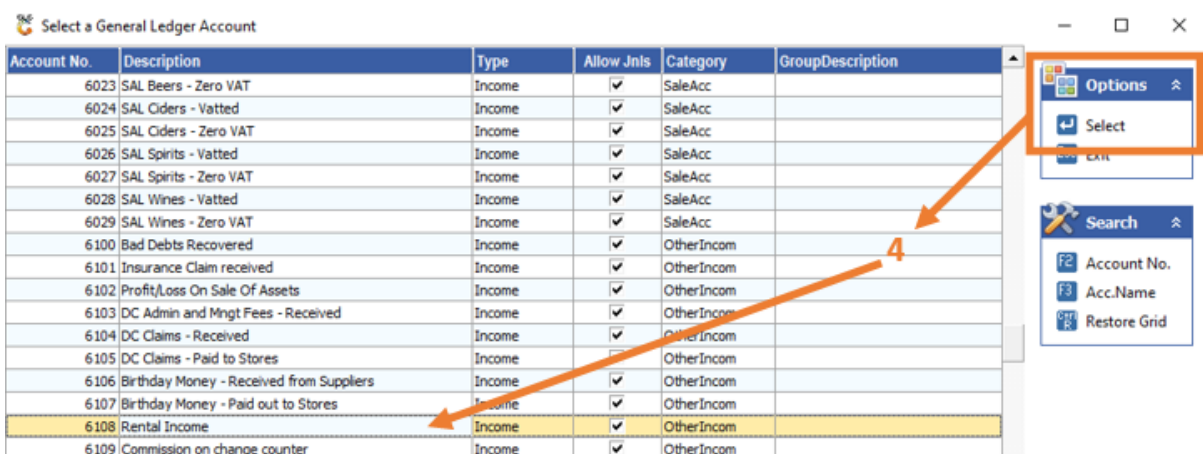 Select a General Ledger Account
Account No. Description Type Allow Jnls Category GroupDescription
6023 SAL Beers - Zero VAT Income SaleAcc
6024 SAL Ciders - Vatted Income SaleAcc
6025 SAL Ciders - Zero VAT Income SaleAcc
6026 SAL Spirits - Vatted Income SaleAcc
6027 SAL Spirits - Zero VAT Income SaleAcc
6028 SAL Wines - Vatted Income SaleAcc
6029 SAL Wines - Zero VAT Income SaleAcc
6100 Bad Debts Recovered Income OtherIncom
6101 Insurance Claim received Income OtherIncom
6102 Profit/Loss On Sale Of Assets Income OtherIncom
6103 DC Admin and Mngt Fees - Received Income OtherIncom
6104 DC Claims - Received Income OtherIncom
6105 DC Claims - Paid to Stores Income OtherIncom
6106 Birthday Money - Received from Suppliers Income OtherIncom
6107 Birthday Money - Paid out to Stores Income OtherIncom
6108 Rental Income Income OtherIncom
6109 Commission on change counter Income OtherIncom
4
Options
Select
Exit
Search
F2 Account No.
F3 Acc.Name
Ctrl R Restore Grid